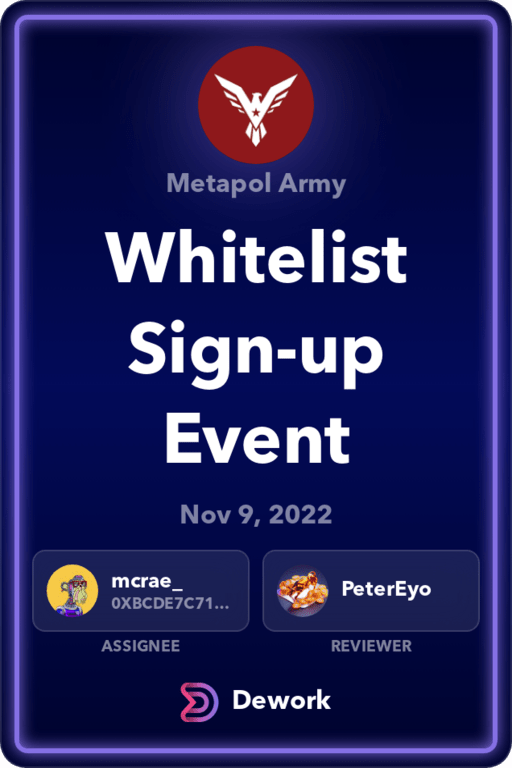 Metapol Army
Whitelist
Sign-up
Event
Nov 9, 2022
mcrae_
0XBCDE7C71...
PeterEyo
ASSIGNEE
REVIEWER
Dework